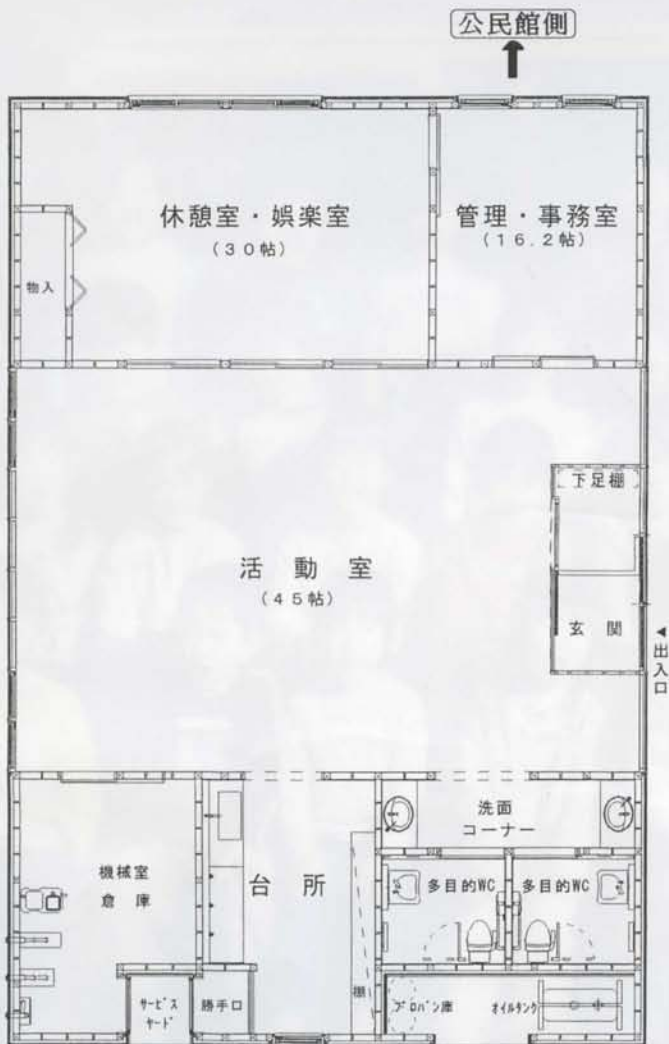 公民館側
休憩室・娯楽室
(30帖)
管理・事務室
(16.2帖)
物入
下足棚
活動室
(45帖)
玄関
◀出入口
洗面
コーナー
機械室
倉庫
台所
多目的WC
多目的WC
棚
サービス
ヤード
勝手口
プロパン庫
オイルタンク